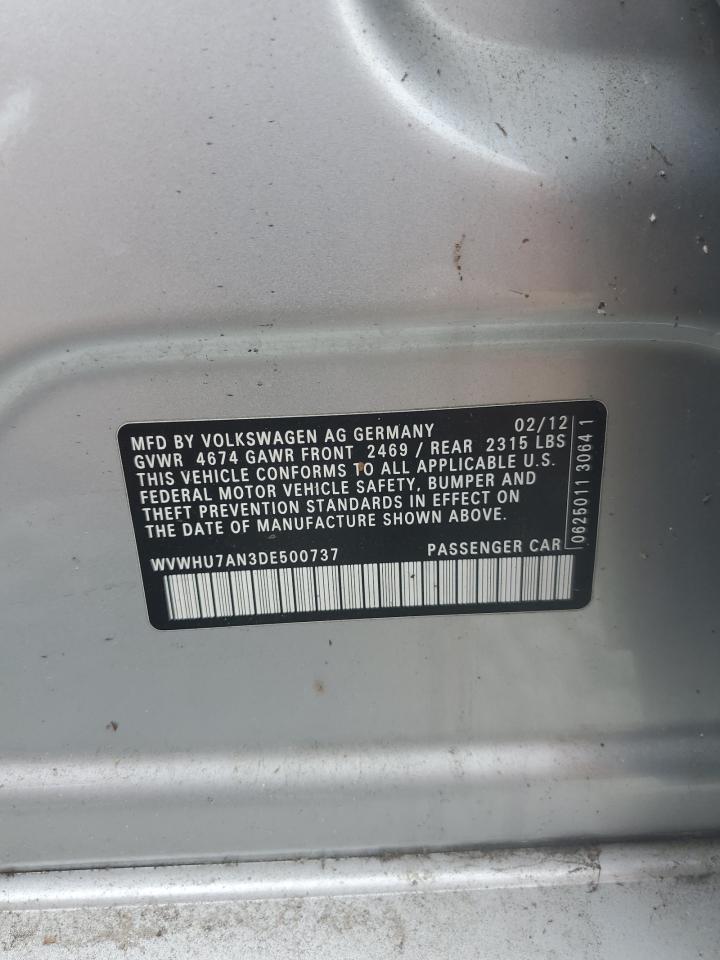 MFD BY VOLKSWAGEN AG GERMANY 02/12
GVWR 4674 GAWR FRONT 2469 / REAR 2315 LBS
THIS VEHICLE CONFORMS TO ALL APPLICABLE U.S.
FEDERAL MOTOR VEHICLE SAFETY, BUMPER AND
THEFT PREVENTION STANDARDS IN EFFECT ON
THE DATE OF MANUFACTURE SHOWN ABOVE.
WVWHU7AN3DE500737 PASSENGER CAR
0625011 3064 1